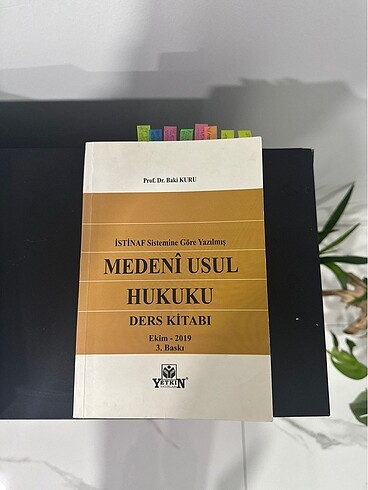 Prof. Dr. Baki KURU
İSTİNAF Sistemine Göre Yazılmış
MEDENÎ USUL
HUKUKU
DERS KİTABI
Ekim - 2019
3. Baskı
YETKİN